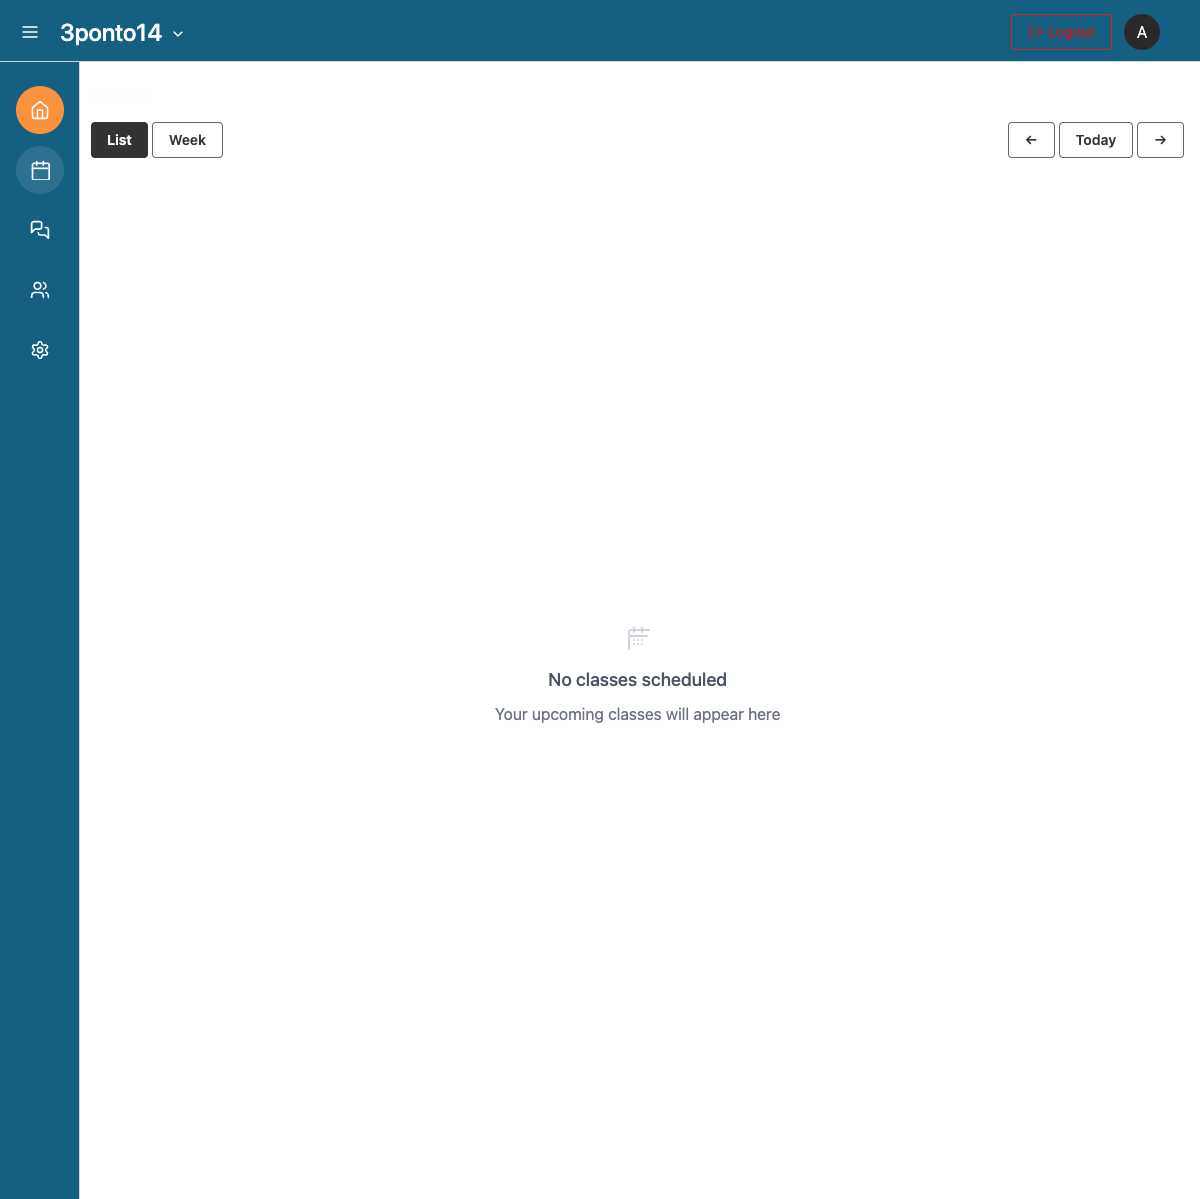 3ponto14
Logout
A
List
Week
Today
No classes scheduled
Your upcoming classes will appear here